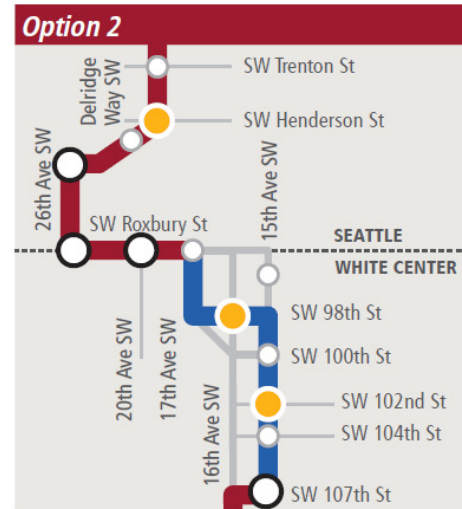 Option 2
SW Trenton St
Delridge
Way SW
SW Henderson St
26th Ave SW
15th Ave SW
SW Roxbury St
SEATTLE
WHITE CENTER
SW 98th St
20th Ave SW
17th Ave SW
SW 100th St
16th Ave SW
SW 102nd St
SW 104th St
SW 107th St